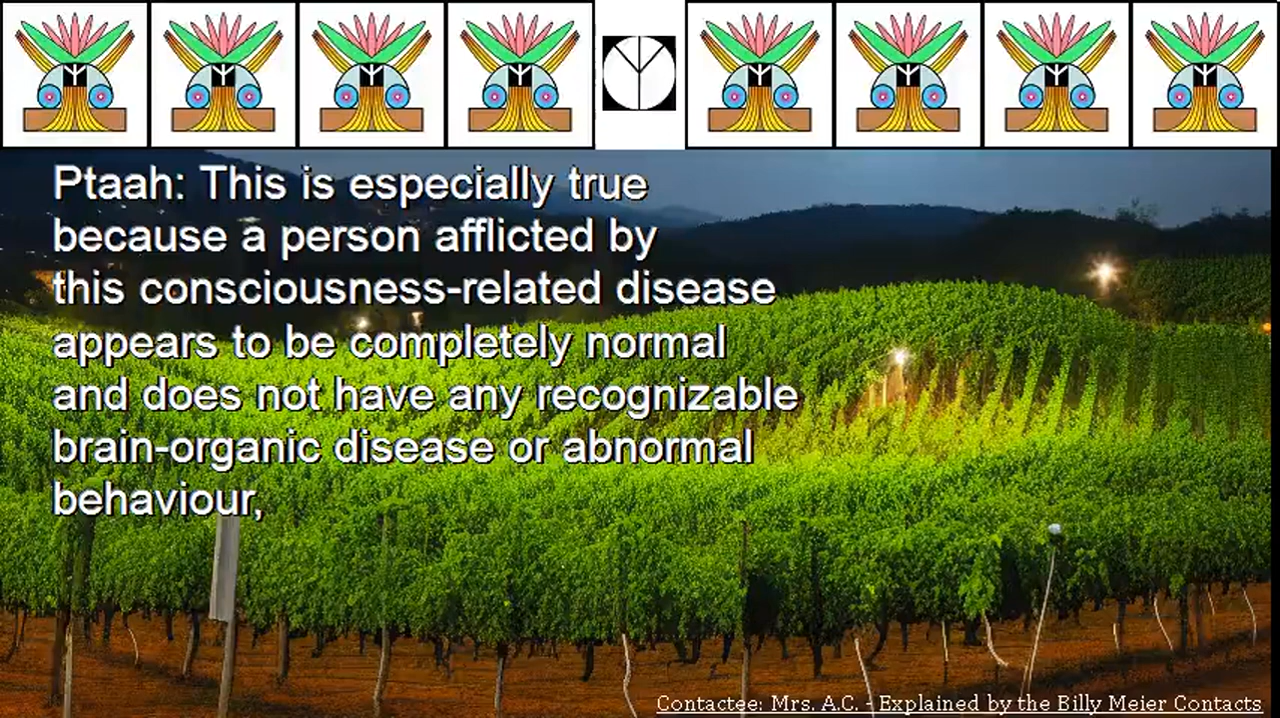 Ptaah: This is especially true
because a person afflicted by
this consciousness-related disease
appears to be completely normal
and does not have any recognizable
brain-organic disease or abnormal
behaviour,
Contactee: Mrs. A.C. - Explained by the Billy Meier Contacts